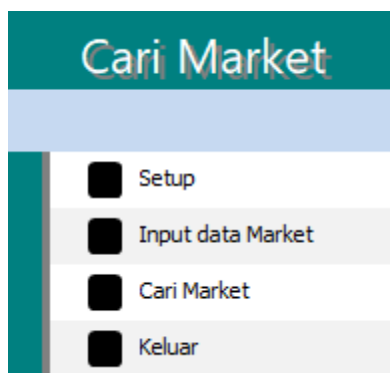 Cari Market
Setup
Input data Market
Cari Market
Keluar